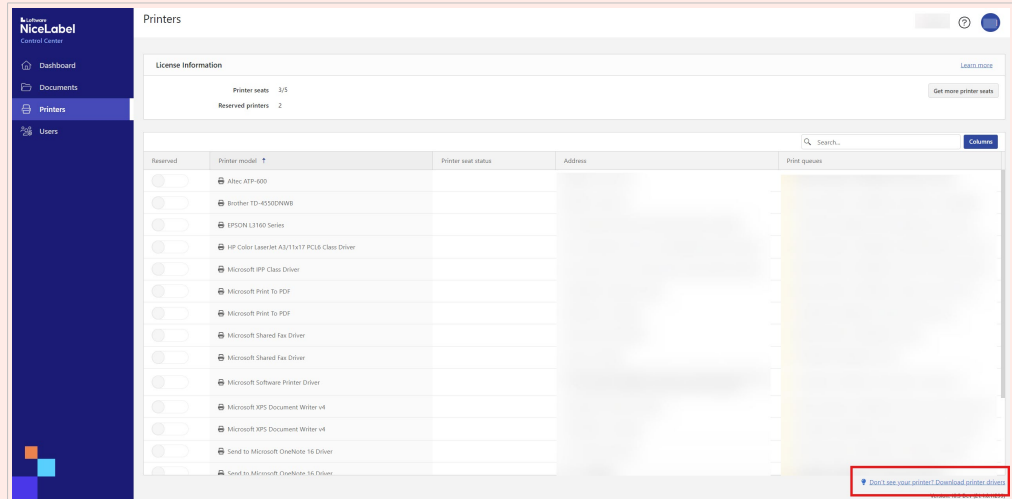 Loftware
NiceLabel
Control Center
Dashboard
Documents
Printers
Users
Printers
License Information
Learn more
Printer seats 3/5
Reserved printers 2
Get more printer seats
Search...
Columns
Reserved Printer model ↑ Printer seat status Address Print queues
Altec ATP-600
Brother TD-4550DNWB
EPSON L3160 Series
HP Color LaserJet A3/11x17 PCL6 Class Driver
Microsoft IPP Class Driver
Microsoft Print To PDF
Microsoft Print To PDF
Microsoft Shared Fax Driver
Microsoft Shared Fax Driver
Microsoft Software Printer Driver
Microsoft XPS Document Writer v4
Microsoft XPS Document Writer v4
Send to Microsoft OneNote 16 Driver
Send to Microsoft OneNote 16 Driver
Don't see your printer? Download printer drivers